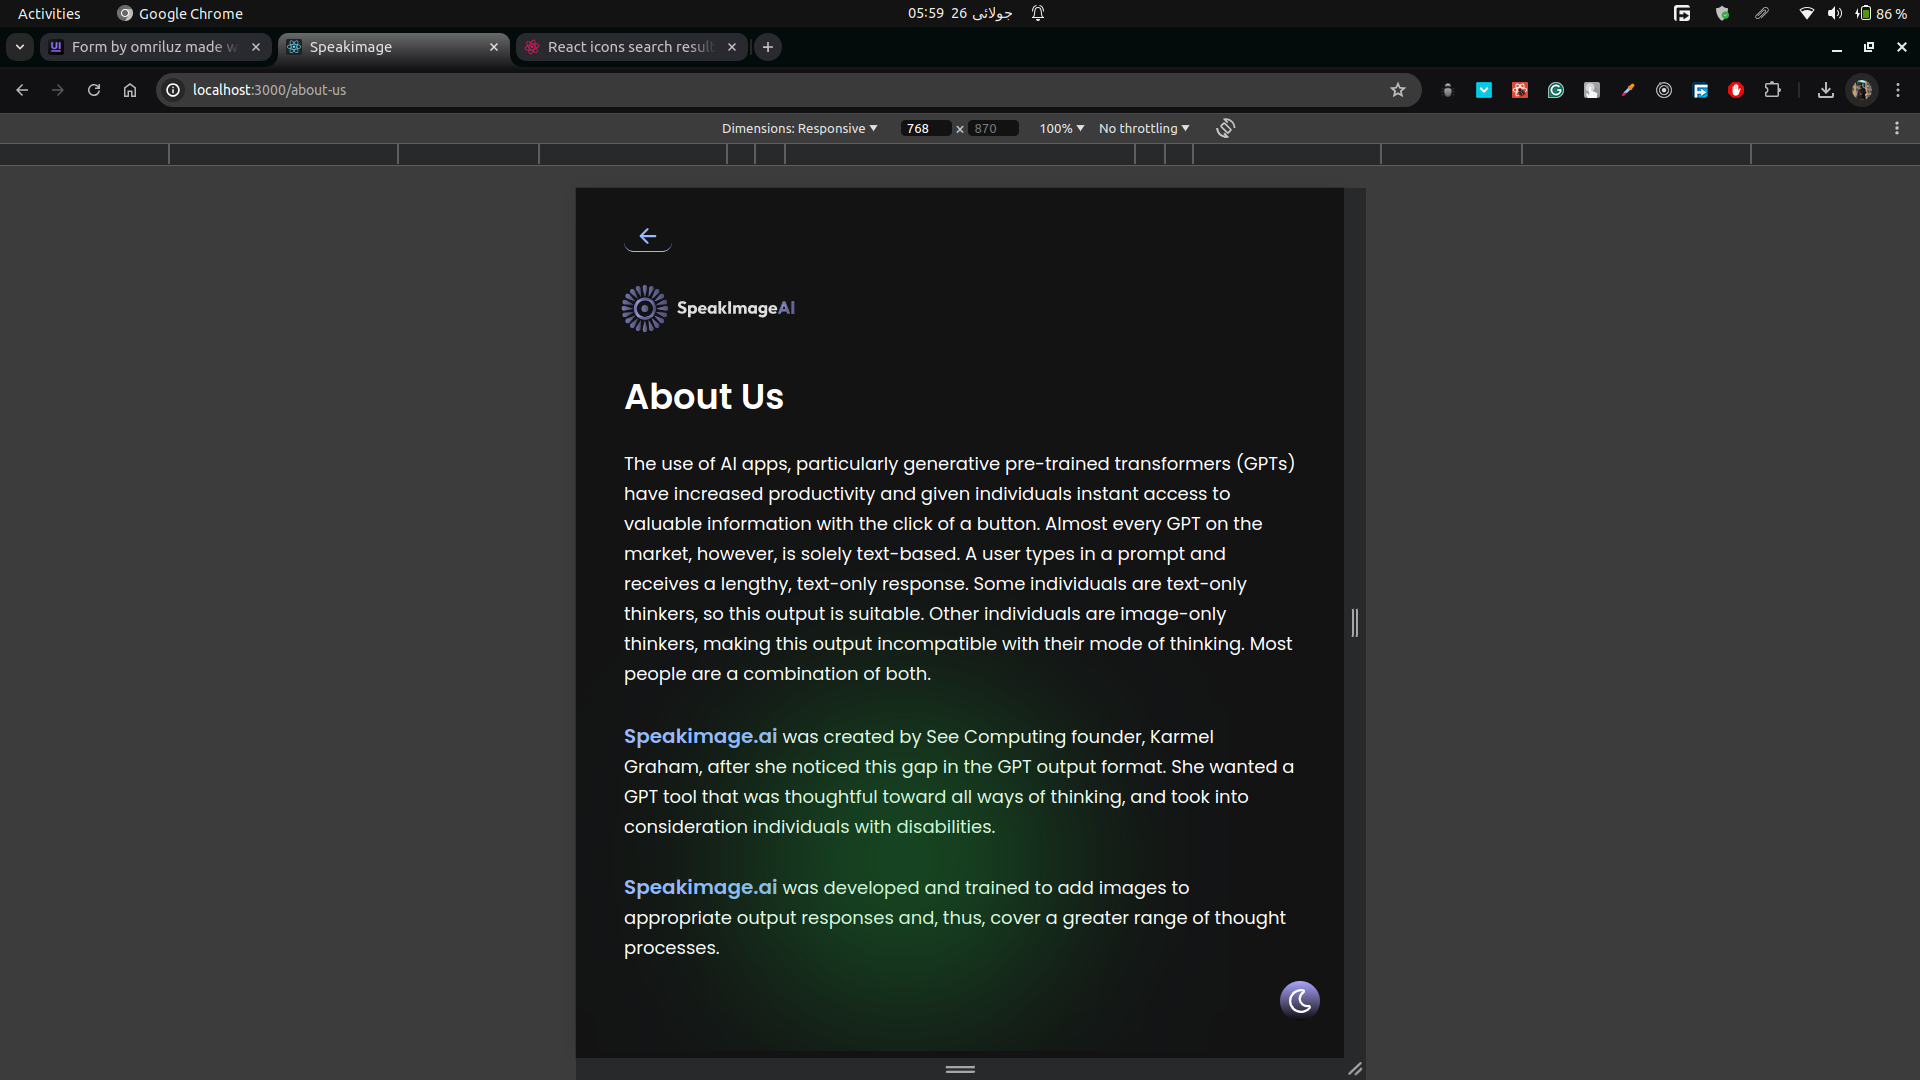 Activities
Google Chrome
05:59 26 جولائی
86 %
Form by omriluz made w
Speakimage
React icons search result
localhost:3000/about-us
Dimensions: Responsive
768 × 870
100%
No throttling
SpeakImageAI
About Us
The use of AI apps, particularly generative pre-trained transformers (GPTs)
have increased productivity and given individuals instant access to
valuable information with the click of a button. Almost every GPT on the
market, however, is solely text-based. A user types in a prompt and
receives a lengthy, text-only response. Some individuals are text-only
thinkers, so this output is suitable. Other individuals are image-only
thinkers, making this output incompatible with their mode of thinking. Most
people are a combination of both.
Speakimage.ai was created by See Computing founder, Karmel
Graham, after she noticed this gap in the GPT output format. She wanted a
GPT tool that was thoughtful toward all ways of thinking, and took into
consideration individuals with disabilities.
Speakimage.ai was developed and trained to add images to
appropriate output responses and, thus, cover a greater range of thought
processes.